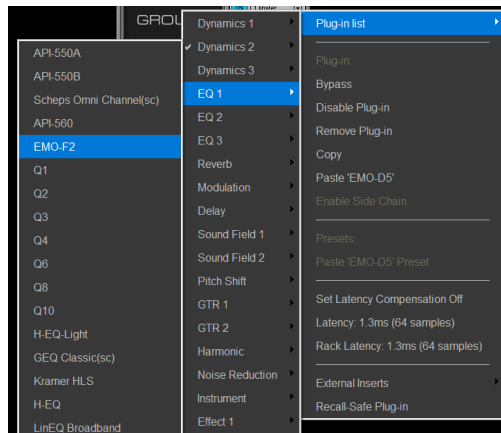 GROU
API-550A
API-550B
Scheps Omni Channel(sc)
API-560
EMO-F2
Q1
Q2
Q3
Q4
Q6
Q8
Q10
H-EQ-Light
GEQ Classic(sc)
Kramer HLS
H-EQ
LinEQ Broadband
Dynamics 1
Dynamics 2
Dynamics 3
EQ 1
EQ 2
EQ 3
Reverb
Modulation
Delay
Sound Field 1
Sound Field 2
Pitch Shift
GTR 1
GTR 2
Harmonic
Noise Reduction
Instrument
Effect 1
Plug-in list
Plug-in:
Bypass
Disable Plug-in
Remove Plug-in
Copy
Paste 'EMO-D5'
Enable Side Chain
Presets:
Paste 'EMO-D5' Preset
Set Latency Compensation Off
Latency: 1.3ms (64 samples)
Rack Latency: 1.3ms (64 samples)
External Inserts
Recall-Safe Plug-in